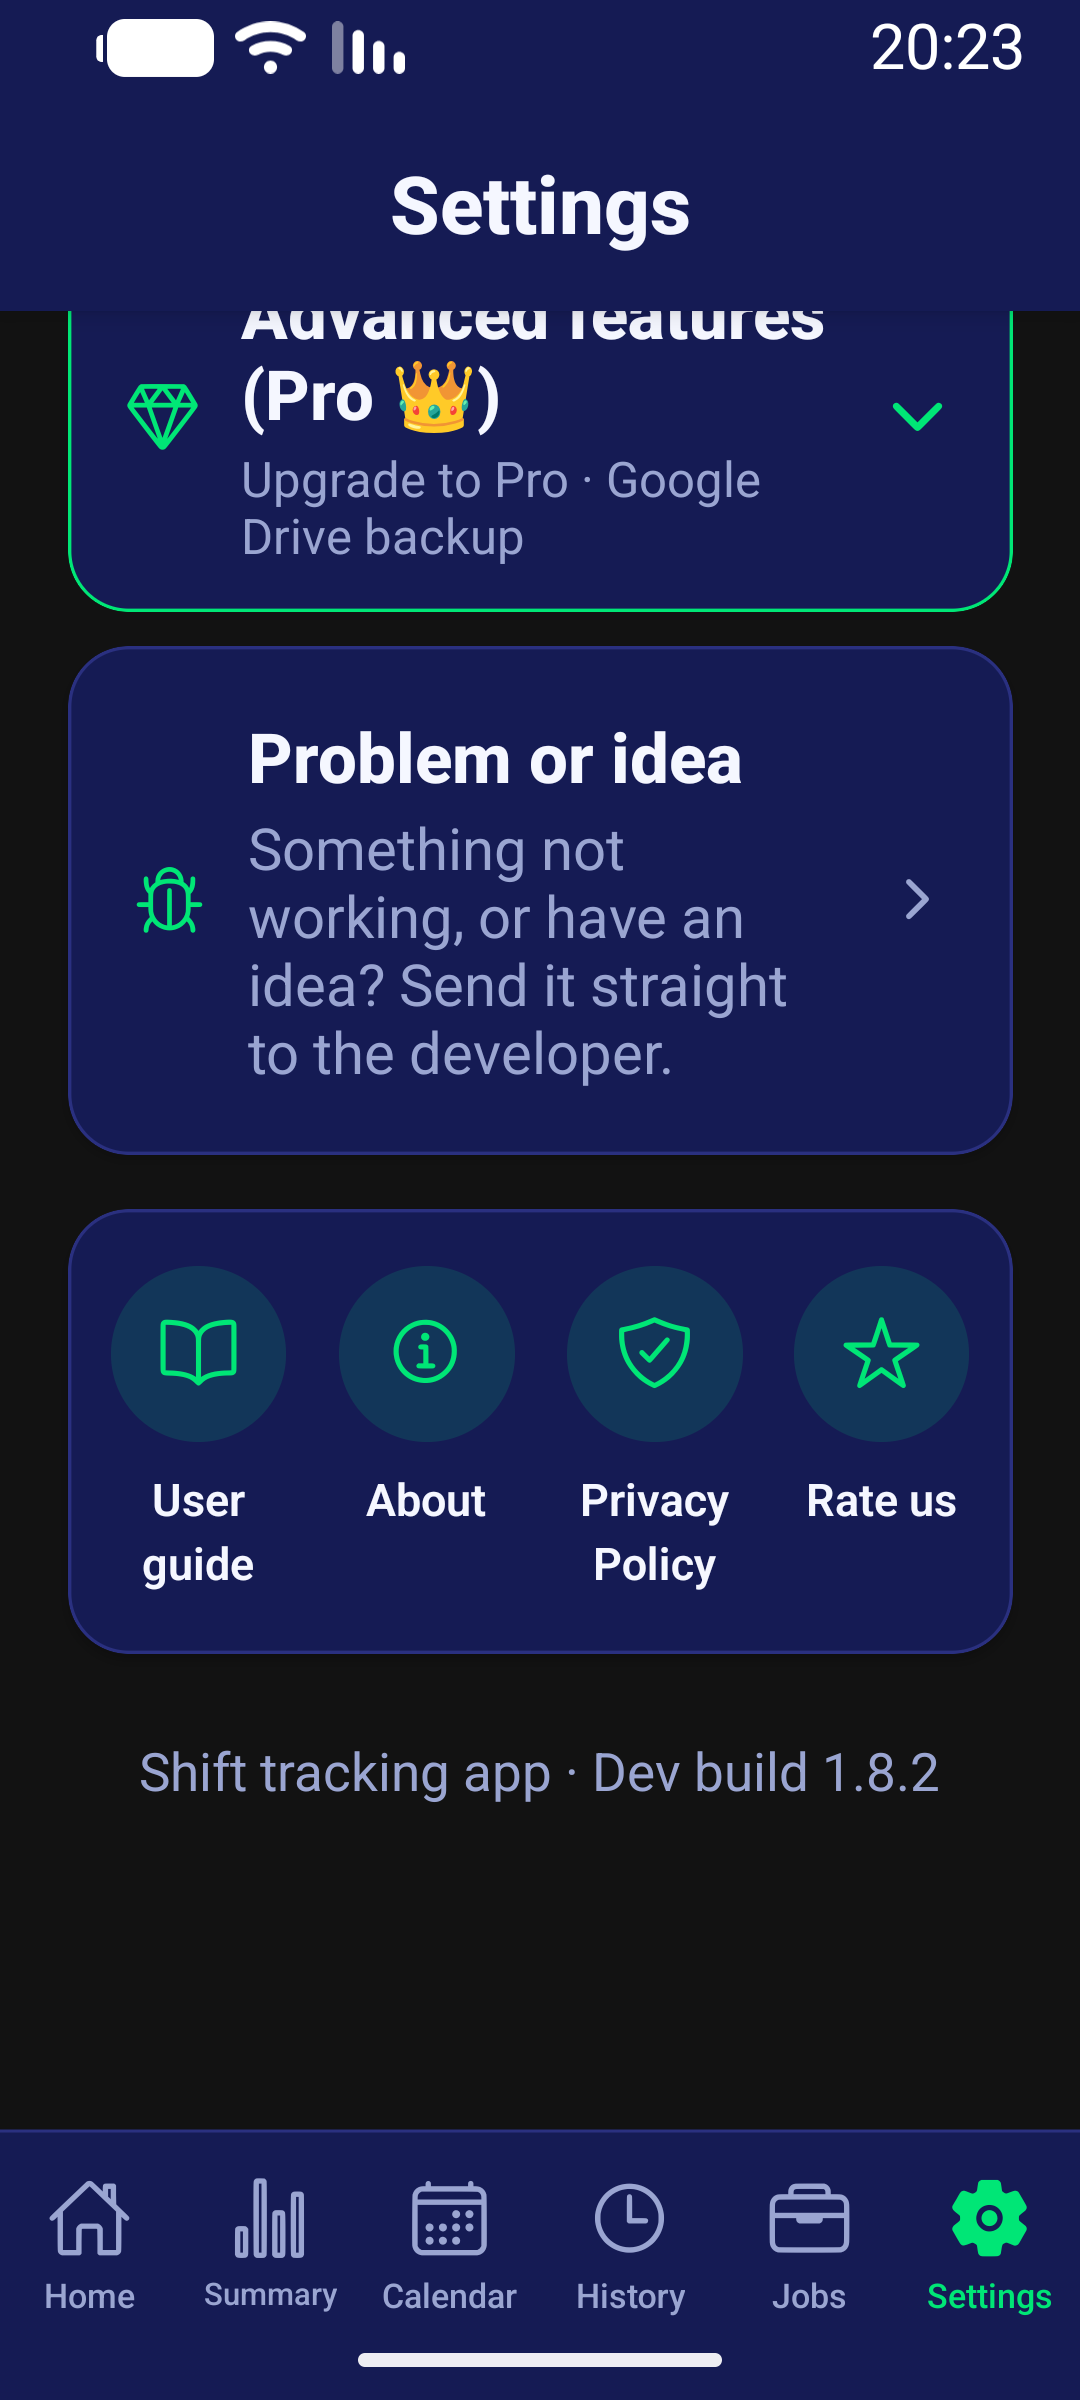 20:23
Settings
Advanced features
(Pro 👑)
Upgrade to Pro · Google
Drive backup
Problem or idea
Something not
working, or have an
idea? Send it straight
to the developer.
User
guide
About
Privacy
Policy
Rate us
Shift tracking app · Dev build 1.8.2
Home
Summary
Calendar
History
Jobs
Settings